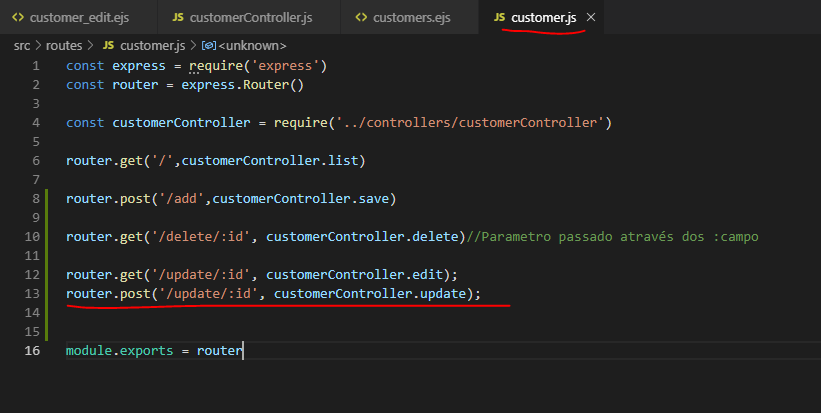 customer_edit.ejs
JS customerController.js
customers.ejs
JS customer.js
src > routes > JS customer.js > <unknown>
1 const express = require('express')
2 const router = express.Router()
3
4 const customerController = require('../controllers/customerController')
5
6 router.get('/',customerController.list)
7
8 router.post('/add',customerController.save)
9
10 router.get('/delete/:id', customerController.delete)//Parametro passado através dos :campo
11
12 router.get('/update/:id', customerController.edit);
13 router.post('/update/:id', customerController.update);
14
15
16 module.exports = router